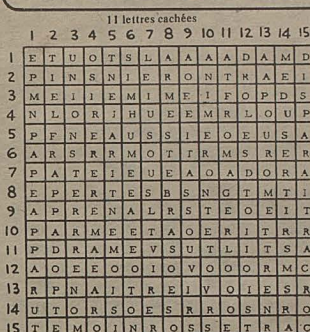 11 lettres cachées
1 2 3 4 5 6 7 8 9 10 11 12 13 14 15
1 E T U O T S L A A A A D A M D
2 P I N S N I E R O N T R A E I
3 M E I I E M I M E I F O P D S
4 N L O R I H U E E M R L O U P
5 P F N E A U S S I E O E U S A
6 A R S R R M O T T R M S R E R
7 P A T E I E U E A O A D O R A
8 E P E R T E S B S N G T M T I
9 A P R E N A L R S T E O E I T
10 P A R M E E T A O E R I T R R
11 P D R A M E V S U T L I T S A
12 A O E E O O I O V O O O R M C
13 R P N A I T R E I V O I E S R
14 U T O R S O E S R R O S N R O
15 T E M O I N R O S S E T R A C